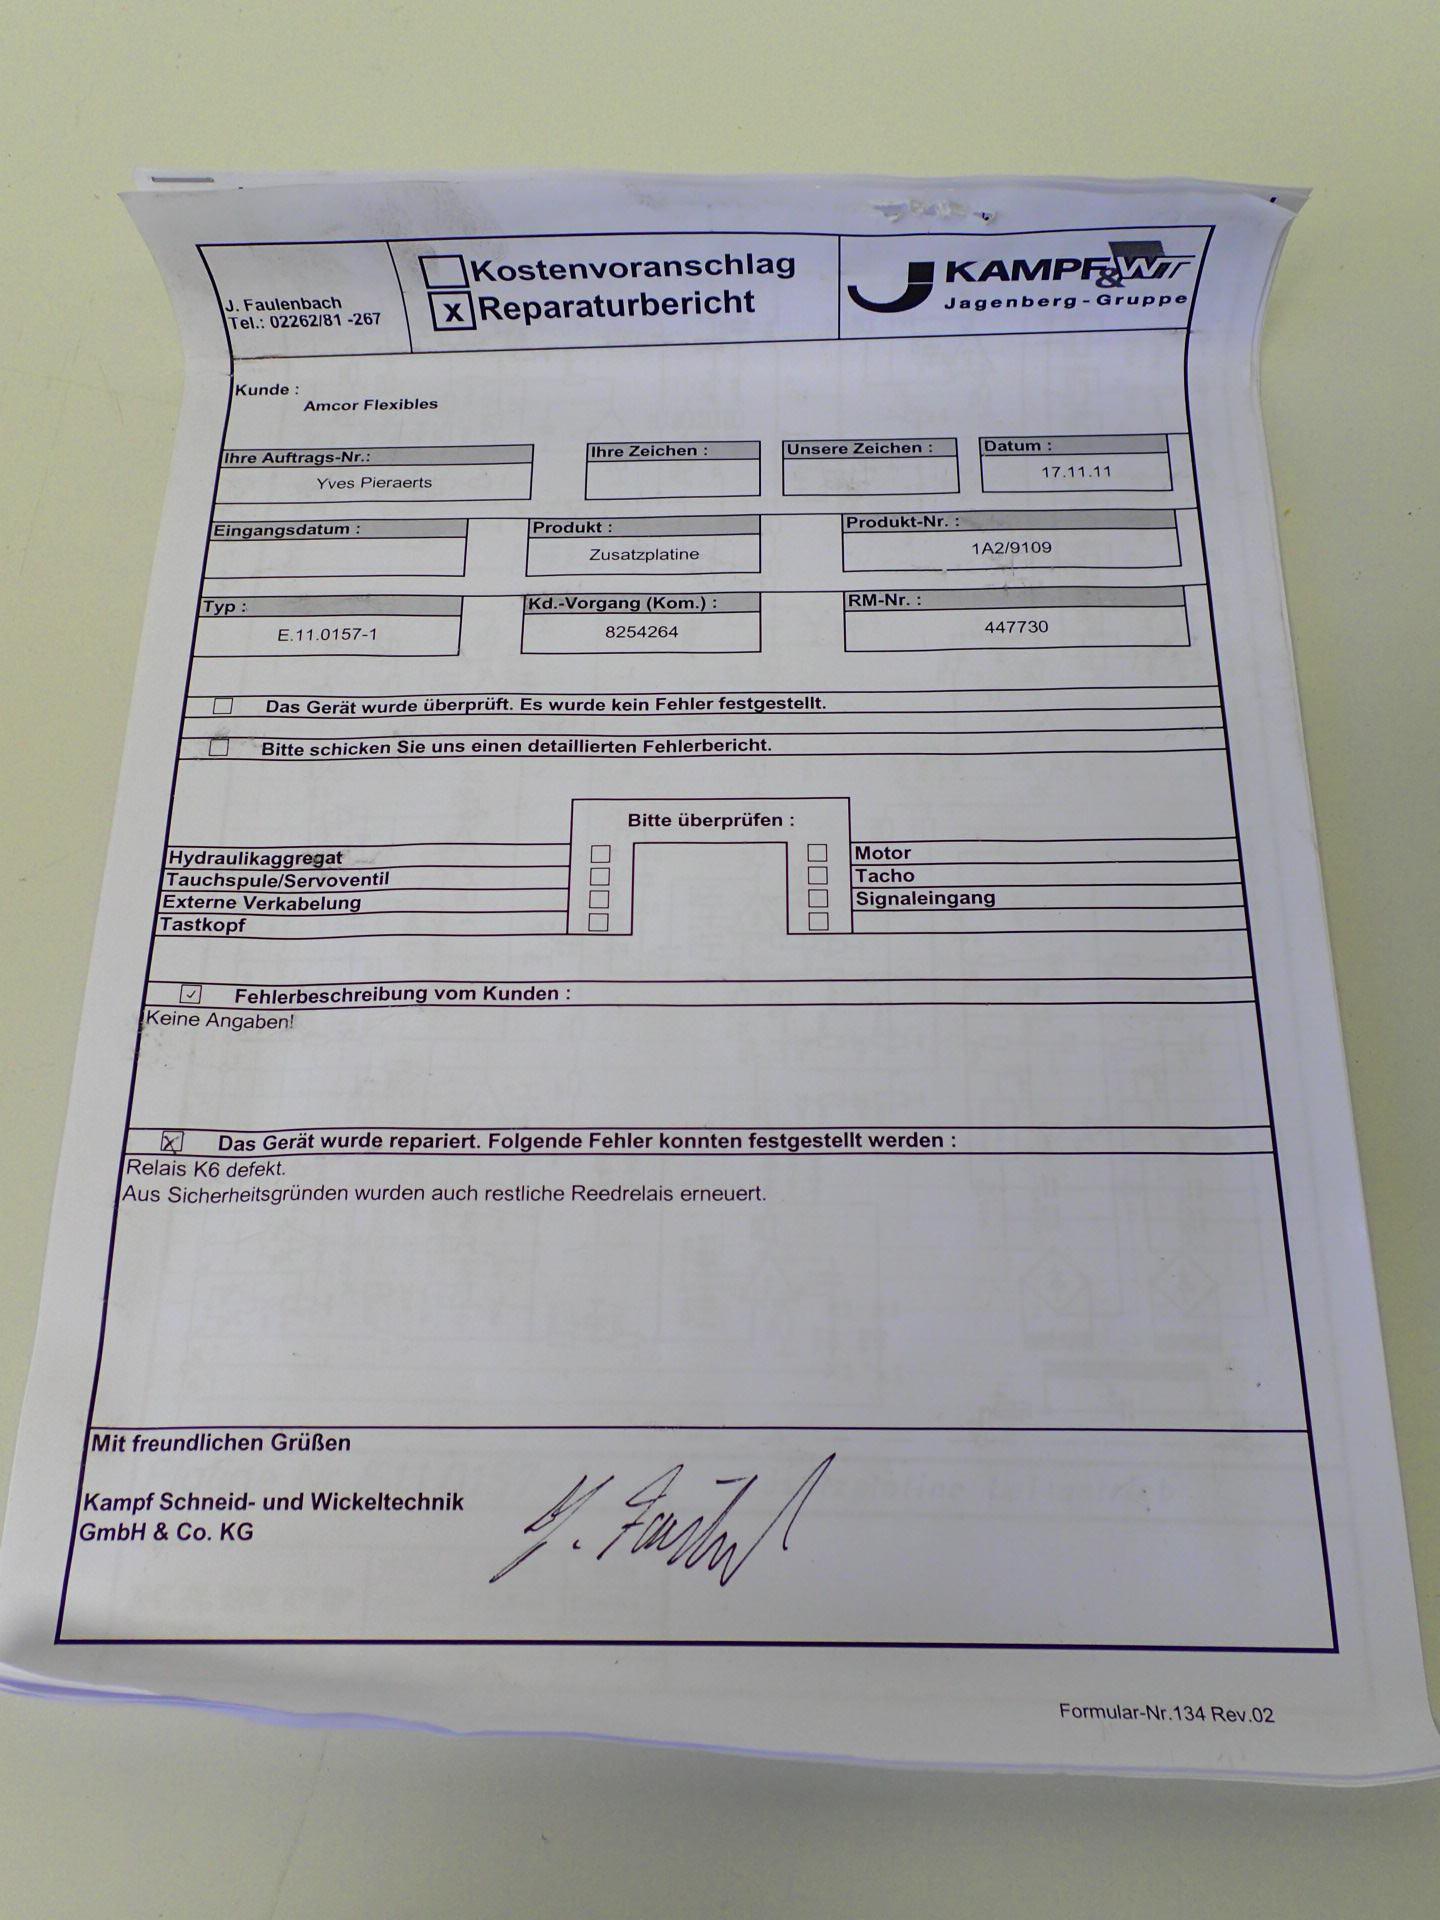 J. Faulenbach
Tel.: 02262/81 -267
Kostenvoranschlag
x Reparaturbericht
KAMPF & WT
Jagenberg-Gruppe
Kunde :
Amcor Flexibles
Ihre Auftrags-Nr.: Ihre Zeichen : Unsere Zeichen : Datum :
Yves Pieraerts 17.11.11
Eingangsdatum : Produkt : Produkt-Nr. :
Zusatzplatine 1A2/9109
Typ : Kd.-Vorgang (Kom.) : RM-Nr. :
E.11.0157-1 8254264 447730
Das Gerät wurde überprüft. Es wurde kein Fehler festgestellt.
Bitte schicken Sie uns einen detaillierten Fehlerbericht.
Bitte überprüfen :
Hydraulikaggregat Motor
Tauchspule/Servoventil Tacho
Externe Verkabelung Signaleingang
Tastkopf
Fehlerbeschreibung vom Kunden :
Keine Angaben!
x Das Gerät wurde repariert. Folgende Fehler konnten festgestellt werden :
Relais K6 defekt.
Aus Sicherheitsgründen wurden auch restliche Reedrelais erneuert.
Mit freundlichen Grüßen
Kampf Schneid- und Wickeltechnik
GmbH & Co. KG
Formular-Nr.134 Rev.02